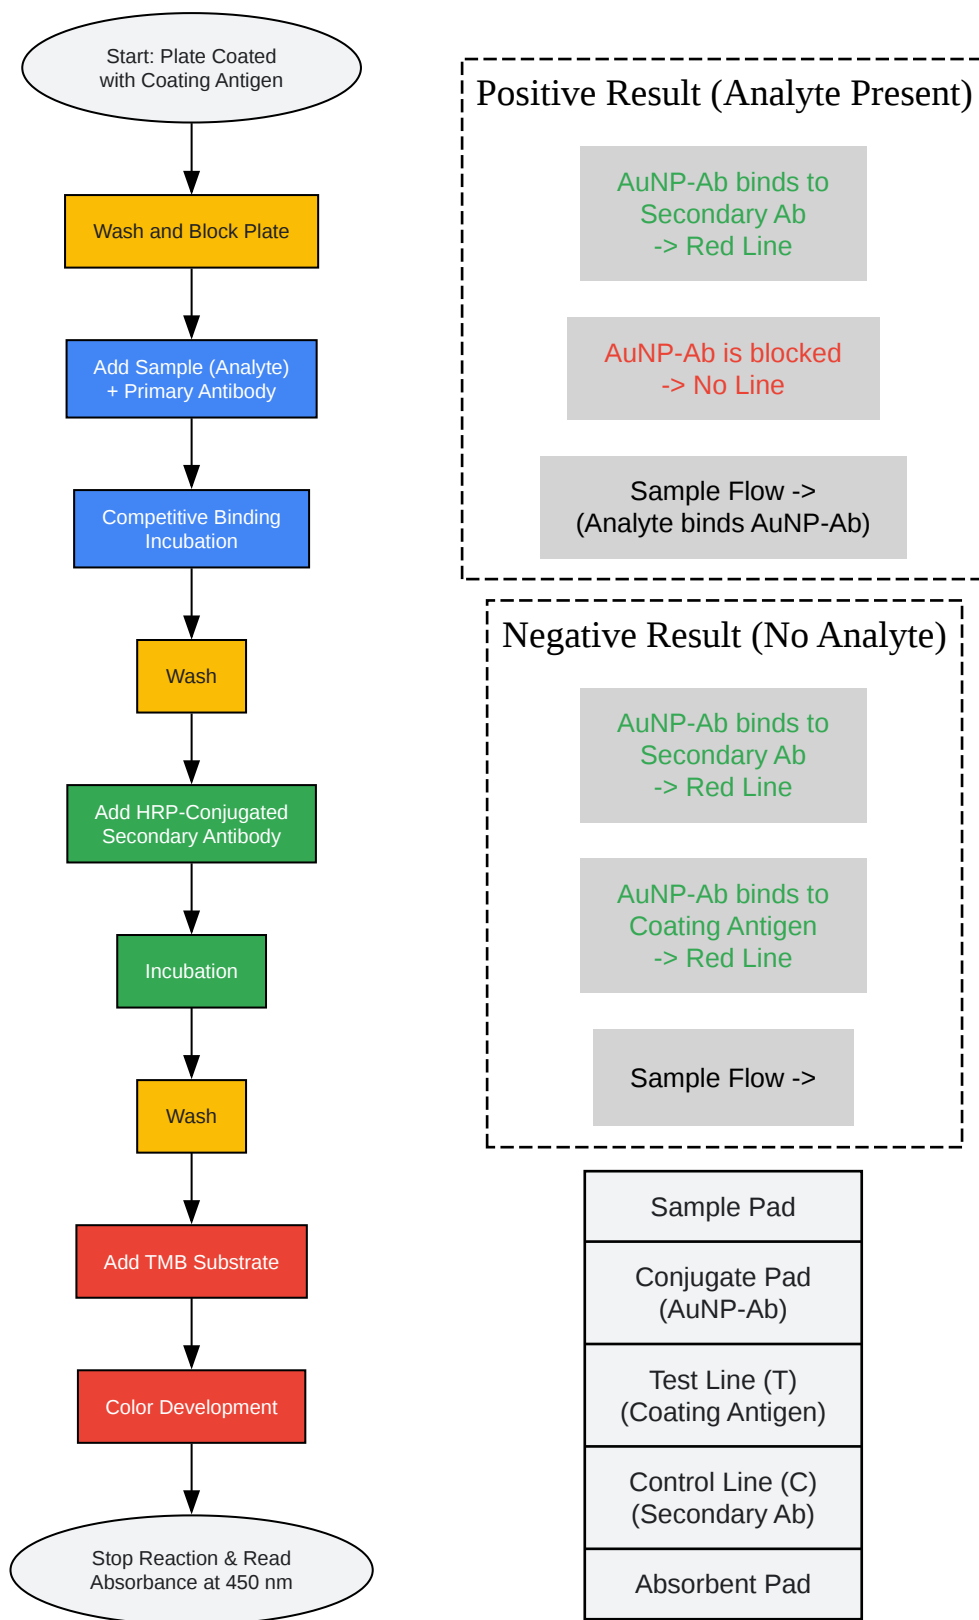 Start: Plate Coated
with Coating Antigen
Wash and Block Plate
Add Sample (Analyte)
+ Primary Antibody
Competitive Binding
Incubation
Wash
Add HRP-Conjugated
Secondary Antibody
Incubation
Wash
Add TMB Substrate
Color Development
Stop Reaction & Read
Absorbance at 450 nm
Positive Result (Analyte Present)
AuNP-Ab binds to
Secondary Ab
-> Red Line
AuNP-Ab is blocked
-> No Line
Sample Flow ->
(Analyte binds AuNP-Ab)
Negative Result (No Analyte)
AuNP-Ab binds to
Secondary Ab
-> Red Line
AuNP-Ab binds to
Coating Antigen
-> Red Line
Sample Flow ->
Sample Pad
Conjugate Pad
(AuNP-Ab)
Test Line (T)
(Coating Antigen)
Control Line (C)
(Secondary Ab)
Absorbent Pad